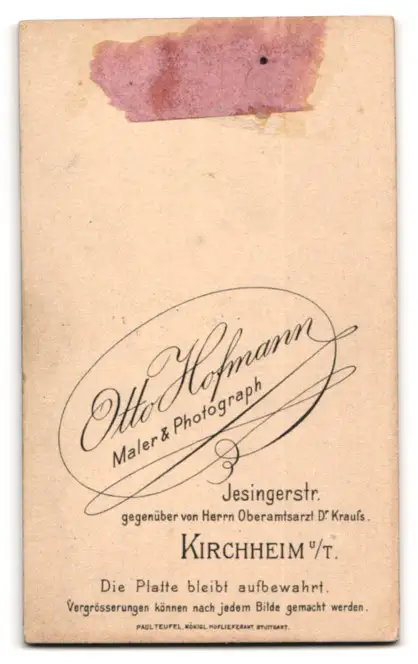 Otto Hofmann
Maler & Photograph
Jesingerstr.
gegenüber von Herrn Oberamtsarzt Dr Krauſs.
KIRCHHEIM u/T.
Die Platte bleibt aufbewahrt.
Vergrösserungen können nach jedem Bilde gemacht werden.
PAUL TEUFEL, KÖNIGL. HOFLIEFERANT STUTTGART.